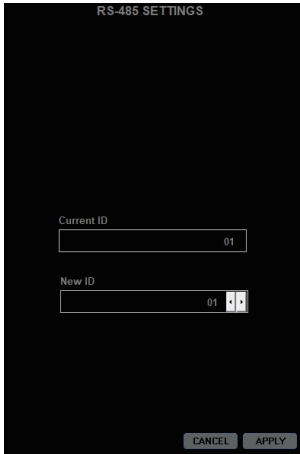 RS-485 SETTINGS
Current ID
01
New ID
01
CANCEL APPLY